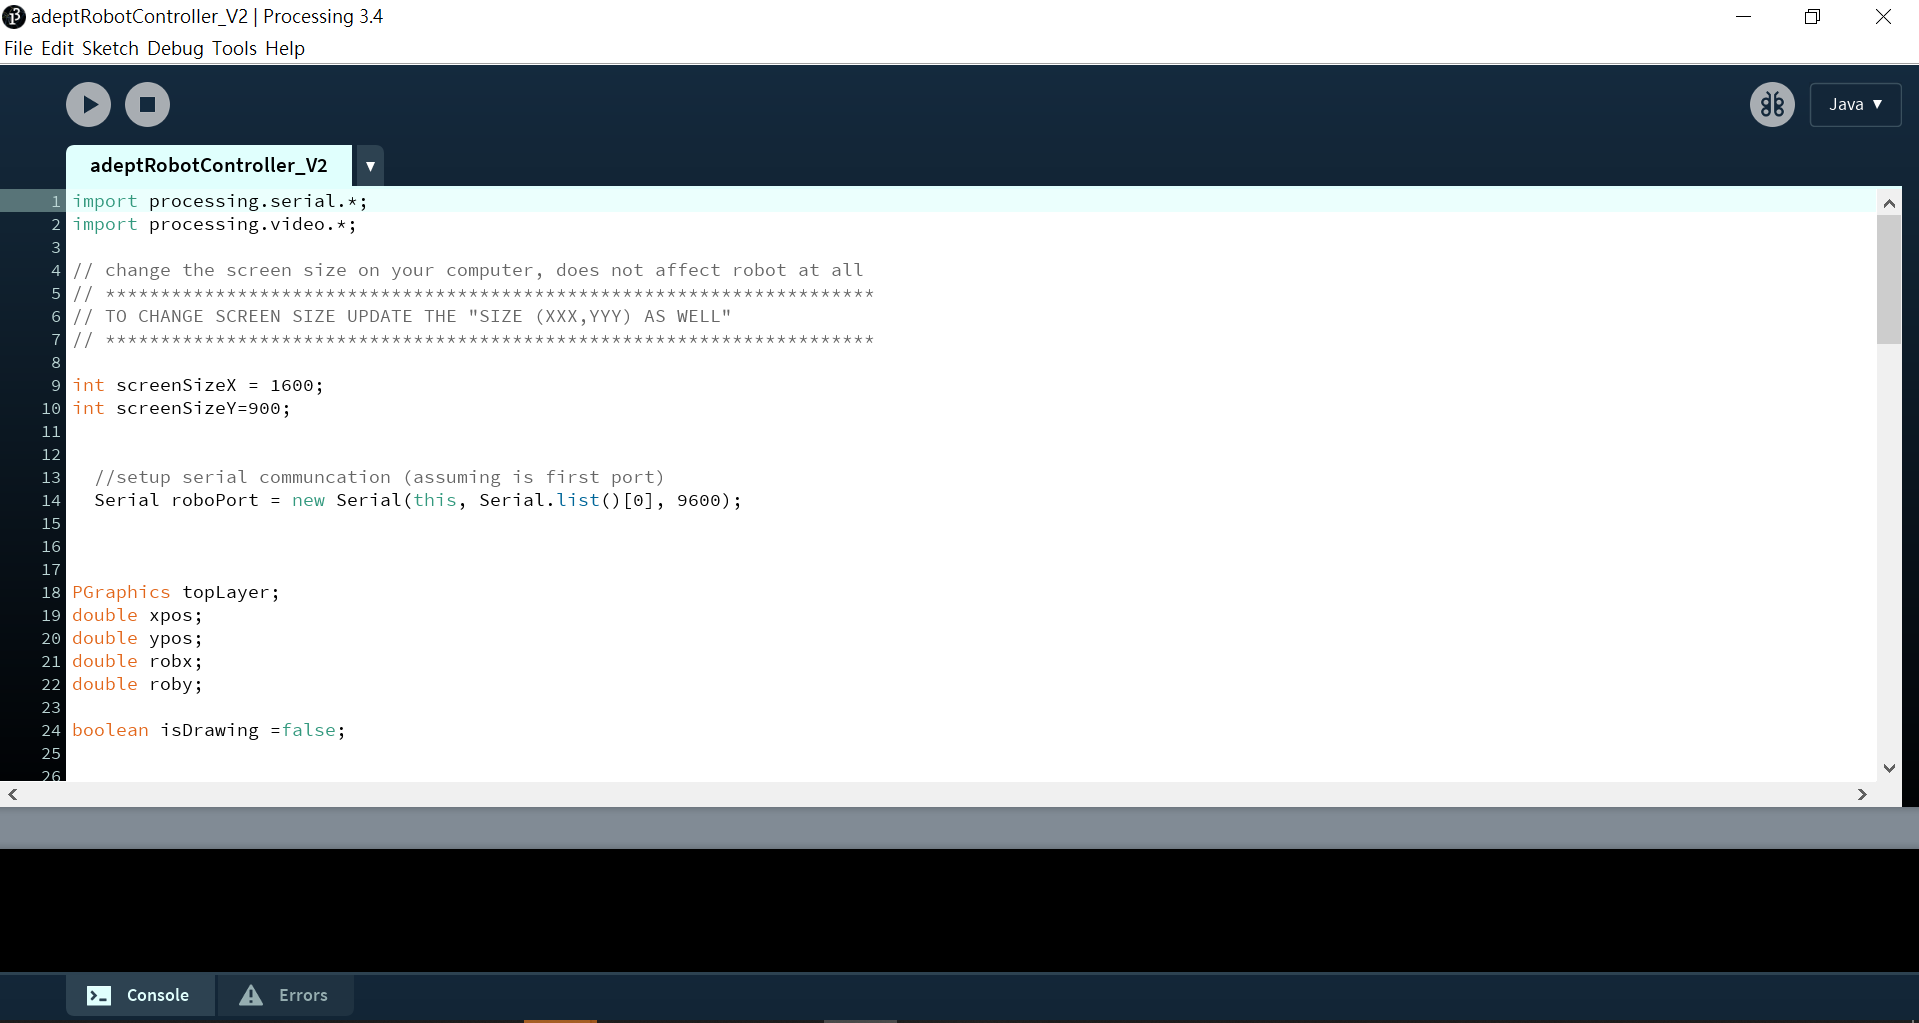 adeptRobotController_V2 | Processing 3.4
File Edit Sketch Debug Tools Help
Java ▼
adeptRobotController_V2 ▼
1 import processing.serial.*;
2 import processing.video.*;
3
4 // change the screen size on your computer, does not affect robot at all
5 // **********************************************************************
6 // TO CHANGE SCREEN SIZE UPDATE THE "SIZE (XXX,YYY) AS WELL"
7 // **********************************************************************
8
9 int screenSizeX = 1600;
10 int screenSizeY=900;
11
12
13 //setup serial communcation (assuming is first port)
14 Serial roboPort = new Serial(this, Serial.list()[0], 9600);
15
16
17
18 PGraphics topLayer;
19 double xpos;
20 double ypos;
21 double robx;
22 double roby;
23
24 boolean isDrawing =false;
25
26
Console
Errors